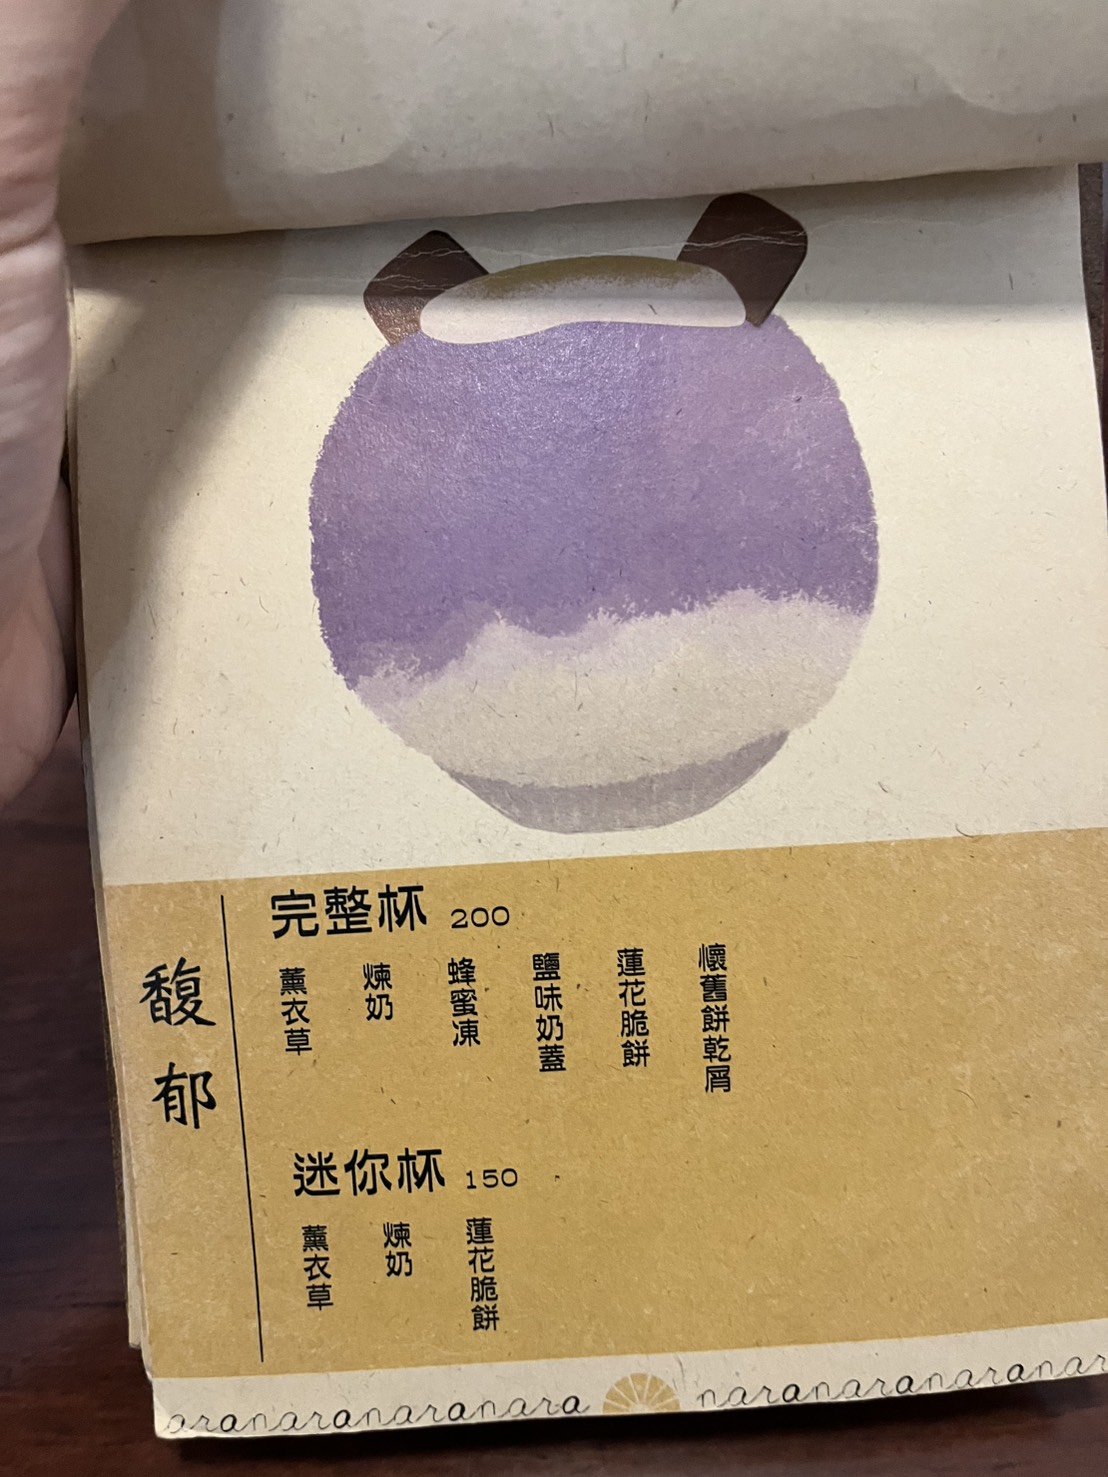 馥郁
完整杯 200
薰衣草
煉奶
蜂蜜凍
鹽味奶蓋
蓮花脆餅
懷舊餅乾屑
迷你杯 150
薰衣草
煉奶
蓮花脆餅
aranaranaranara naranaranaranar